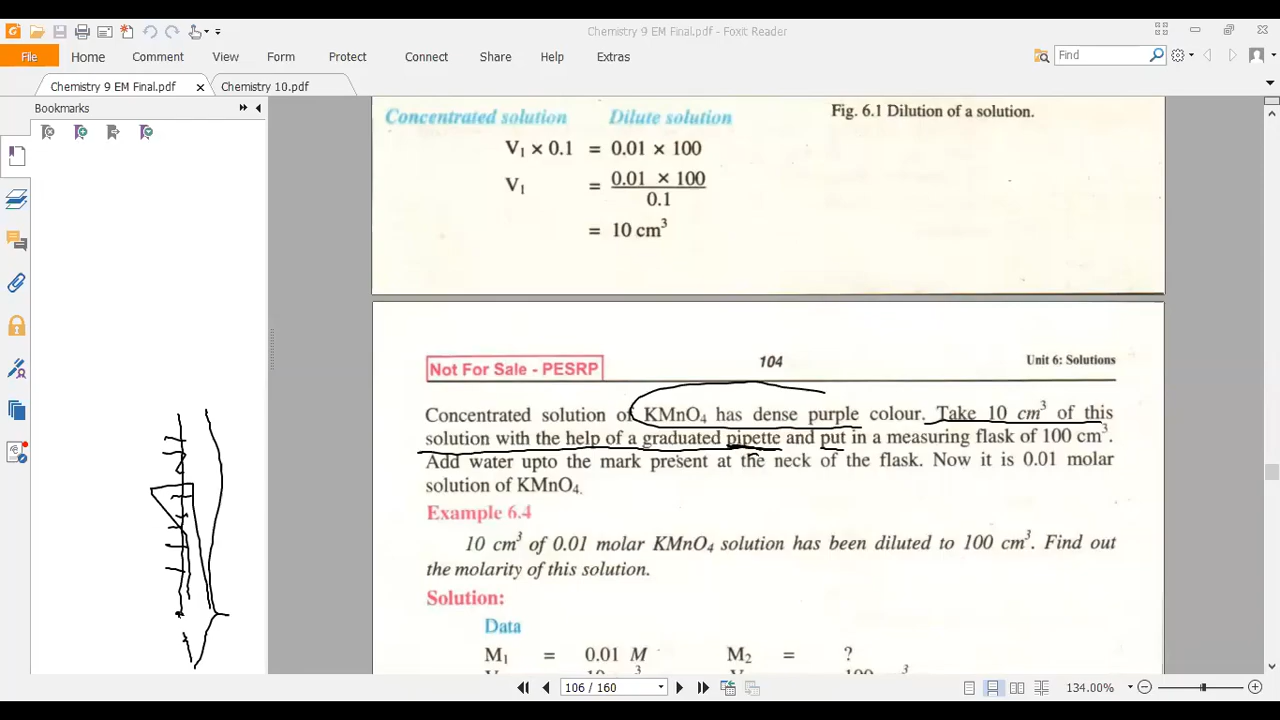 Chemistry 9 EM Final.pdf - Foxit Reader
File Home Comment View Form Protect Connect Share Help Extras Find
Chemistry 9 EM Final.pdf Chemistry 10.pdf
Bookmarks
Concentrated solution Dilute solution
V₁ × 0.1 = 0.01 × 100
V₁ = 0.01 × 100
0.1
= 10 cm³
Fig. 6.1 Dilution of a solution.
Not For Sale - PESRP 104 Unit 6: Solutions
Concentrated solution of KMnO₄ has dense purple colour. Take 10 cm³ of this
solution with the help of a graduated pipette and put in a measuring flask of 100 cm³.
Add water upto the mark present at the neck of the flask. Now it is 0.01 molar
solution of KMnO₄.
Example 6.4
10 cm³ of 0.01 molar KMnO₄ solution has been diluted to 100 cm³. Find out
the molarity of this solution.
Solution:
Data
M₁ = 0.01 M M₂ = ?
106 / 160 134.00%